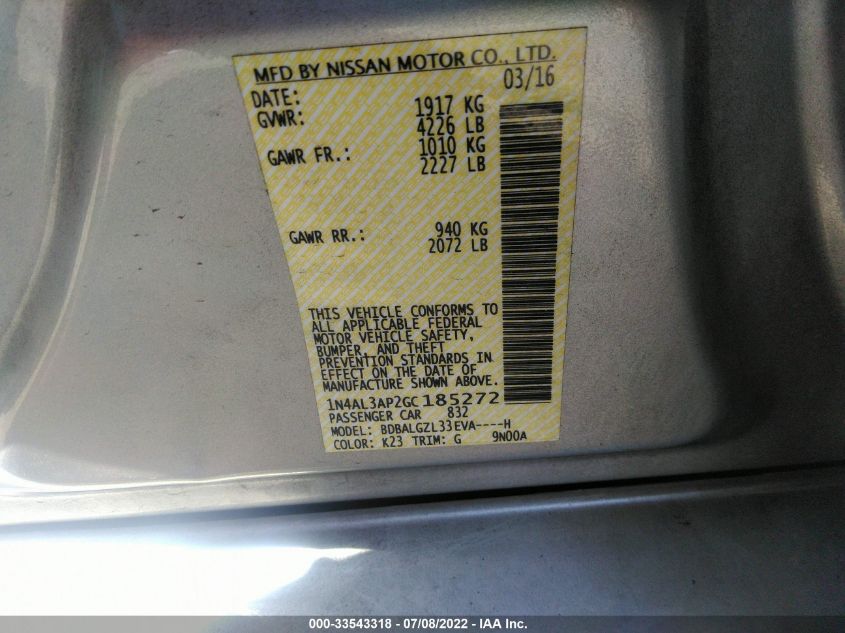 MFD BY NISSAN MOTOR CO., LTD.
DATE: 03/16
GVWR: 1917 KG
4226 LB
GAWR FR.: 1010 KG
2227 LB
GAWR RR.: 940 KG
2072 LB
THIS VEHICLE CONFORMS TO
ALL APPLICABLE FEDERAL
MOTOR VEHICLE SAFETY,
BUMPER, AND THEFT
PREVENTION STANDARDS IN
EFFECT ON THE DATE OF
MANUFACTURE SHOWN ABOVE.
1N4AL3AP2GC185272
PASSENGER CAR 832
MODEL: BDBALGZL33EVA----H
COLOR: K23 TRIM: G 9N00A
000-33543318 - 07/08/2022 - IAA Inc.